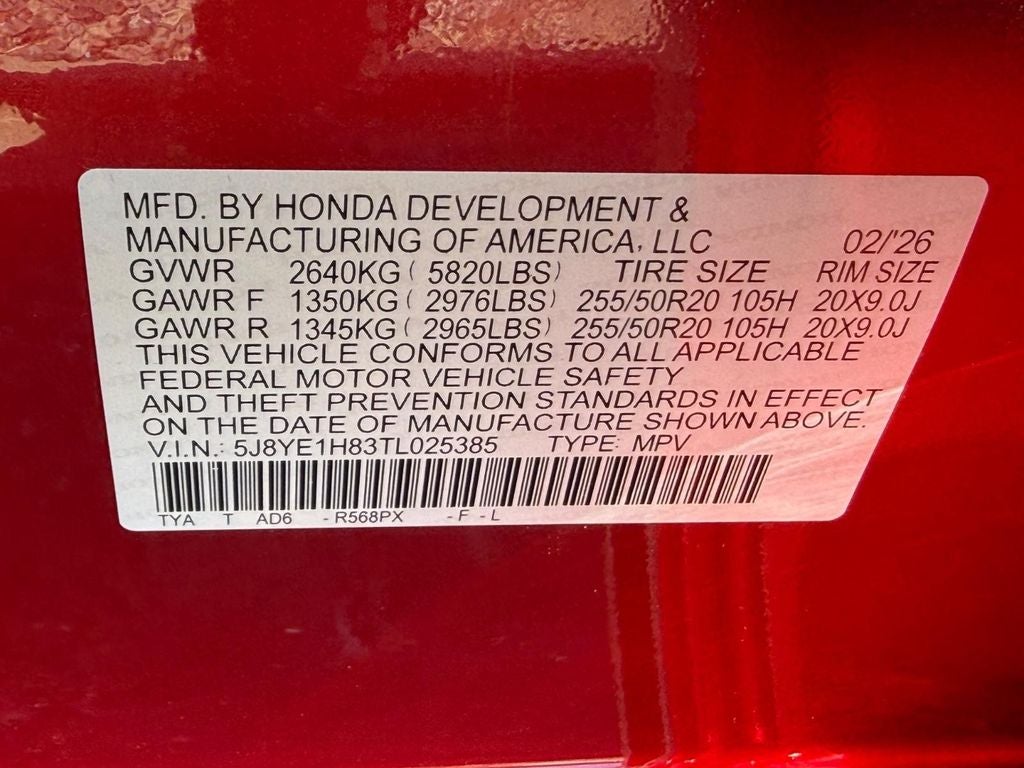 MFD. BY HONDA DEVELOPMENT &
MANUFACTURING OF AMERICA, LLC 02/'26
GVWR 2640KG ( 5820LBS) TIRE SIZE RIM SIZE
GAWR F 1350KG ( 2976LBS) 255/50R20 105H 20X9.0J
GAWR R 1345KG ( 2965LBS) 255/50R20 105H 20X9.0J
THIS VEHICLE CONFORMS TO ALL APPLICABLE
FEDERAL MOTOR VEHICLE SAFETY
AND THEFT PREVENTION STANDARDS IN EFFECT
ON THE DATE OF MANUFACTURE SHOWN ABOVE.
V.I.N.: 5J8YE1H83TL025385 TYPE: MPV
TYA T AD6 -R568PX -F -L